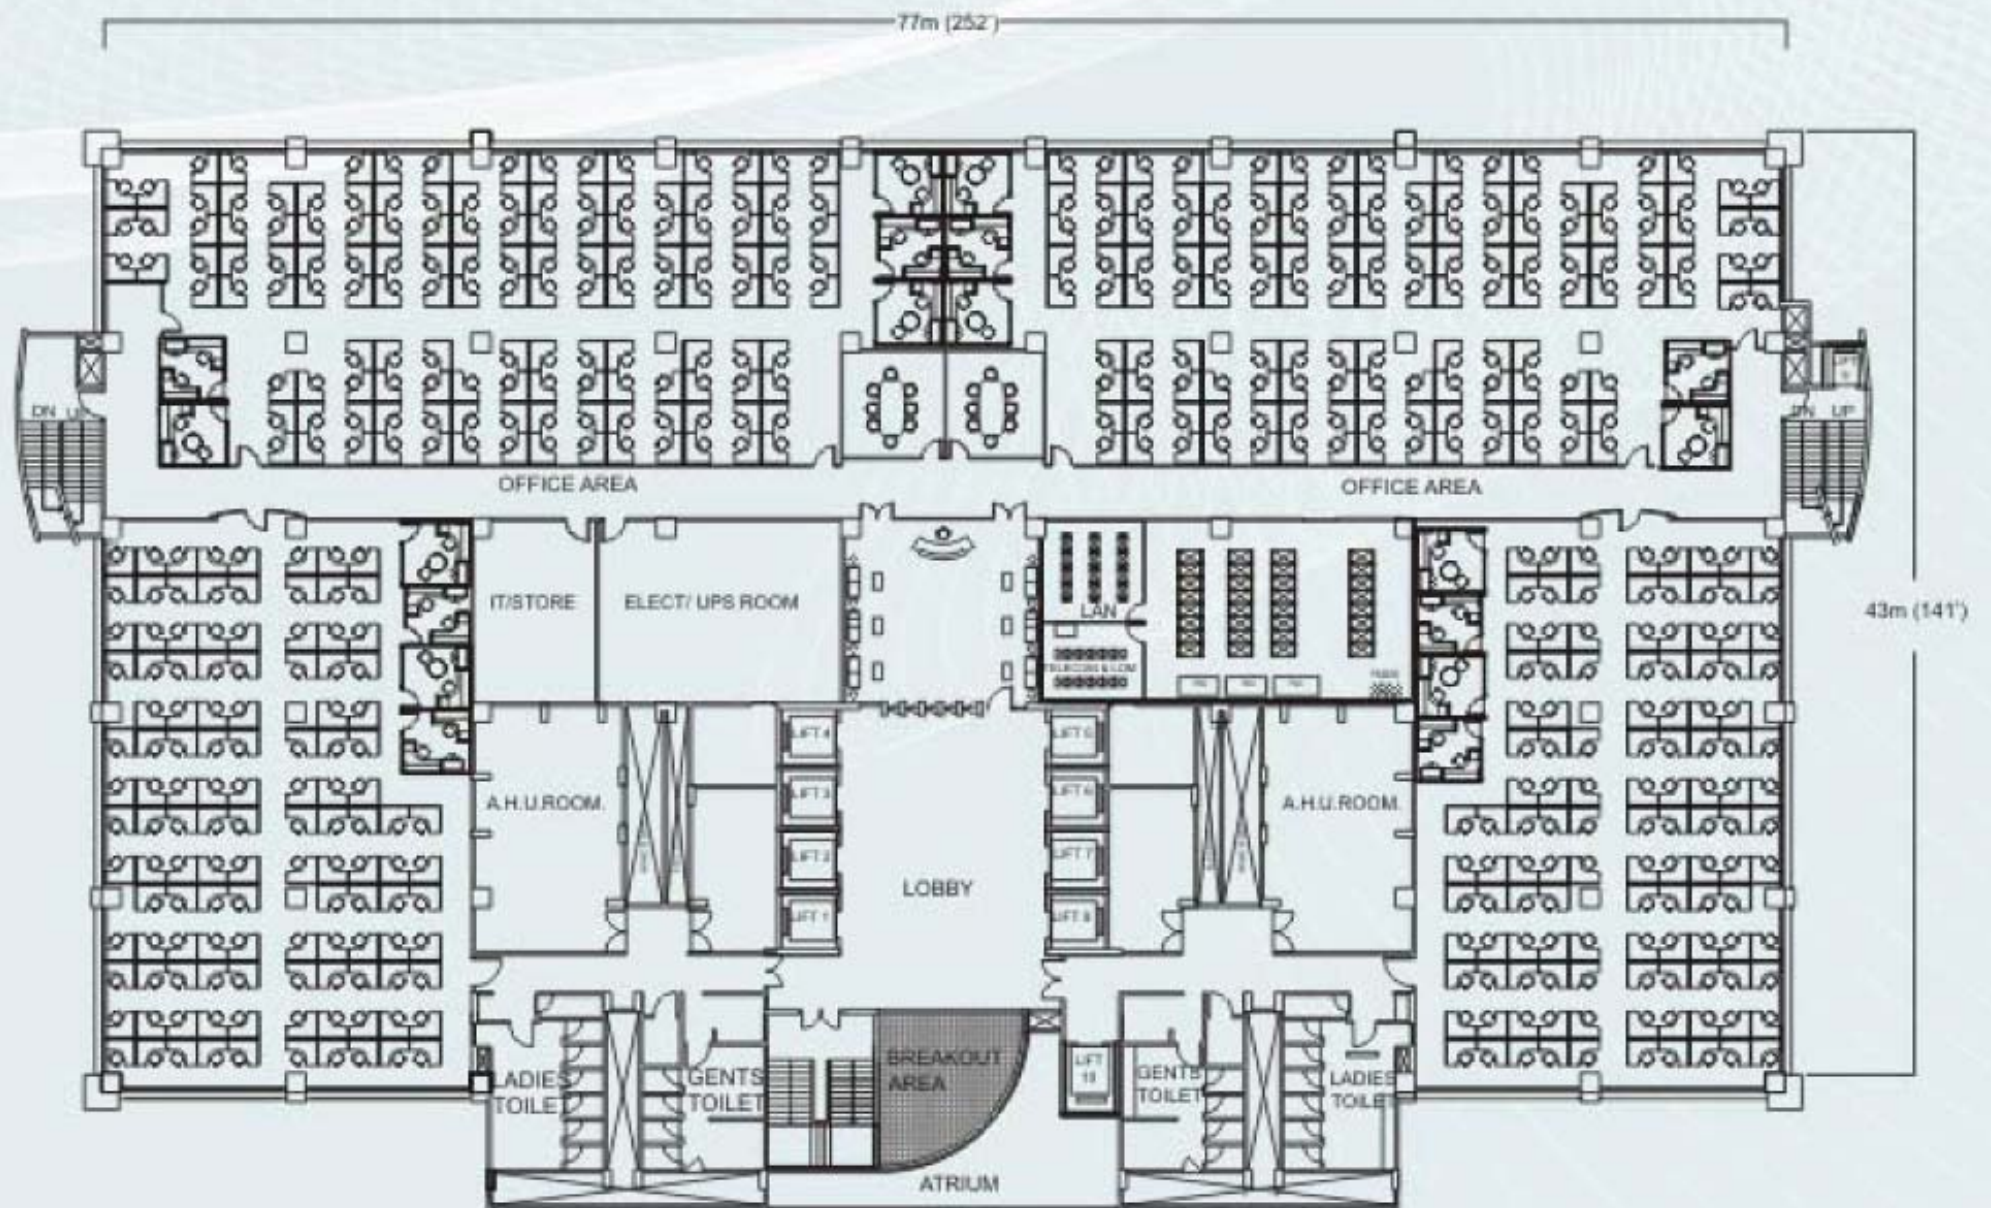 77m (252')
DN
DN UP
OFFICE AREA
OFFICE AREA
IT/STORE
ELECT/ UPS ROOM
LAN
43m (141')
LIFT 4
LIFT 5
LIFT 3
LIFT 6
A.H.U.ROOM.
A.H.U.ROOM.
LIFT 2
LIFT 7
LOBBY
LIFT 1
LIFT 8
BREAKOUT
AREA
LADIES
TOILET
GENTS
TOILET
LIFT
10
GENTS
TOILET
LADIES
TOILET
ATRIUM